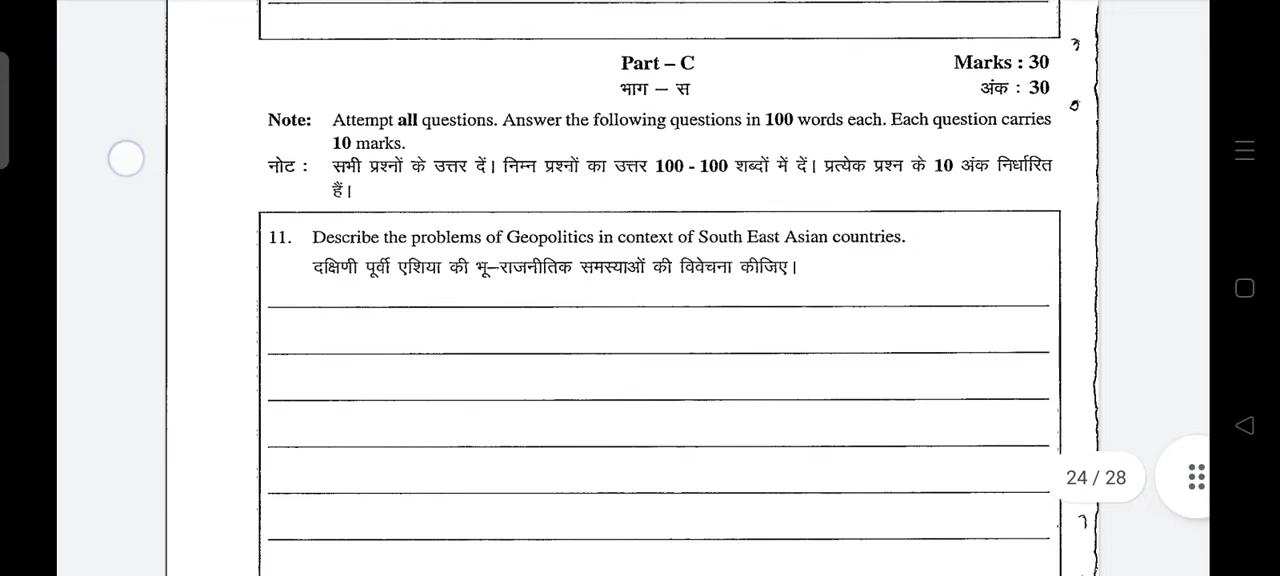 Part – C Marks : 30
भाग – स अंक : 30
Note: Attempt all questions. Answer the following questions in 100 words each. Each question carries
10 marks.
नोट : सभी प्रश्नों के उत्तर दें। निम्न प्रश्नों का उत्तर 100 - 100 शब्दों में दें। प्रत्येक प्रश्न के 10 अंक निर्धारित
हैं।
11. Describe the problems of Geopolitics in context of South East Asian countries.
दक्षिणी पूर्वी एशिया की भू–राजनीतिक समस्याओं की विवेचना कीजिए।
24 / 28